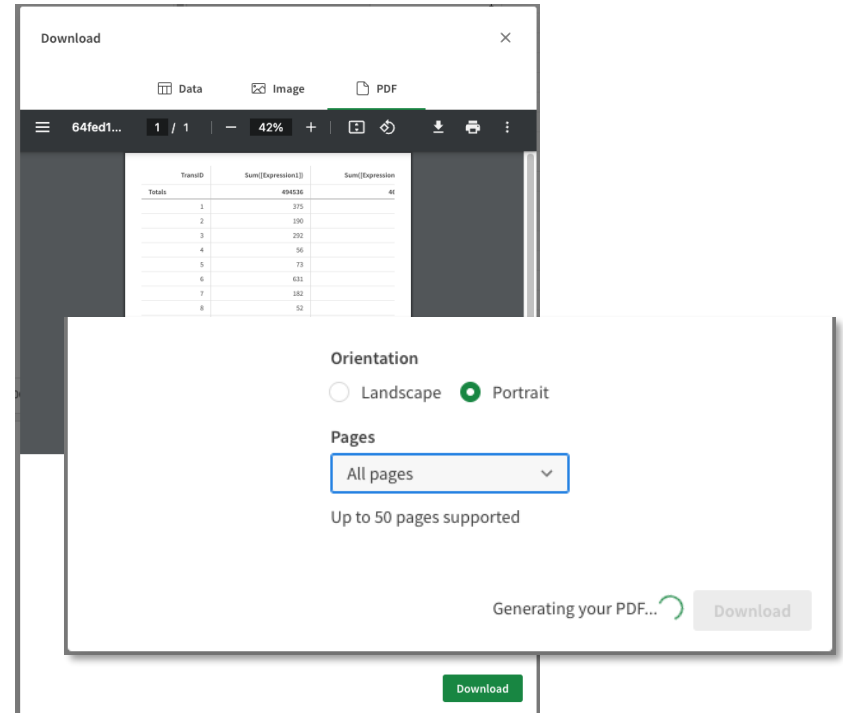 Download
Data Image PDF
64fed1... 1 / 1 42%
TransID Sum([Expression1]) Sum([Expression
Totals 494536
1 375
2 190
3 292
4 56
5 73
6 631
7 182
8 52
Orientation
Landscape Portrait
Pages
All pages
Up to 50 pages supported
Generating your PDF... Download
Download